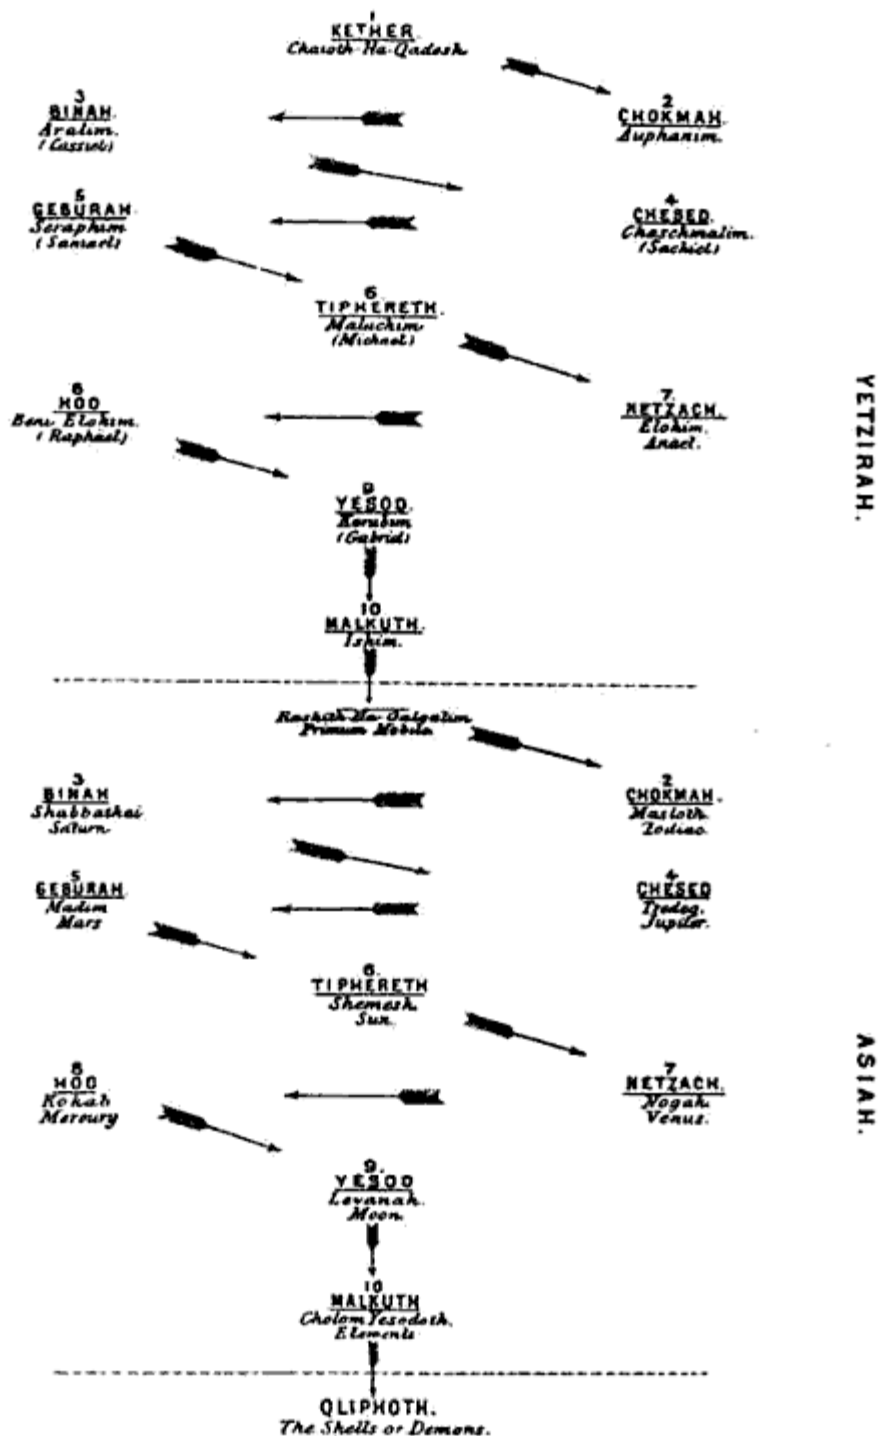 1
KETHER
Chaioth Ha-Qadesh
2
CHOKMAH.
Auphanim.
3
BINAH.
Aralim.
(Cassiel)
4
CHESED.
Chaschmalim.
(Sachiel)
5
GEBURAH
Seraphim
(Samael)
6
TIPHERETH.
Malachim
(Michael)
7
NETZACH.
Elohim.
Anael.
8
HOD
Beni Elohim.
(Raphael)
9
YESOD.
Kerubim
(Gabriel)
10
MALKUTH.
Ishim.
YETZIRAH.
Rashith Ha-Galgalim
Primum Mobile
2
CHOKMAH.
Masloth
Zodiac
3
BINAH
Shabbathai
Saturn
4
CHESED
Tzedeq.
Jupiter.
5
GEBURAH.
Madim
Mars
6.
TIPHERETH
Shemesh
Sun.
7
NETZACH.
Nogah
Venus.
8
HOD
Kokab
Mercury
9.
YESOD
Levanah.
Moon.
10
MALKUTH
Cholom Yesodoth.
Elements
ASIAH.
QLIPHOTH.
The Shells or Demons.